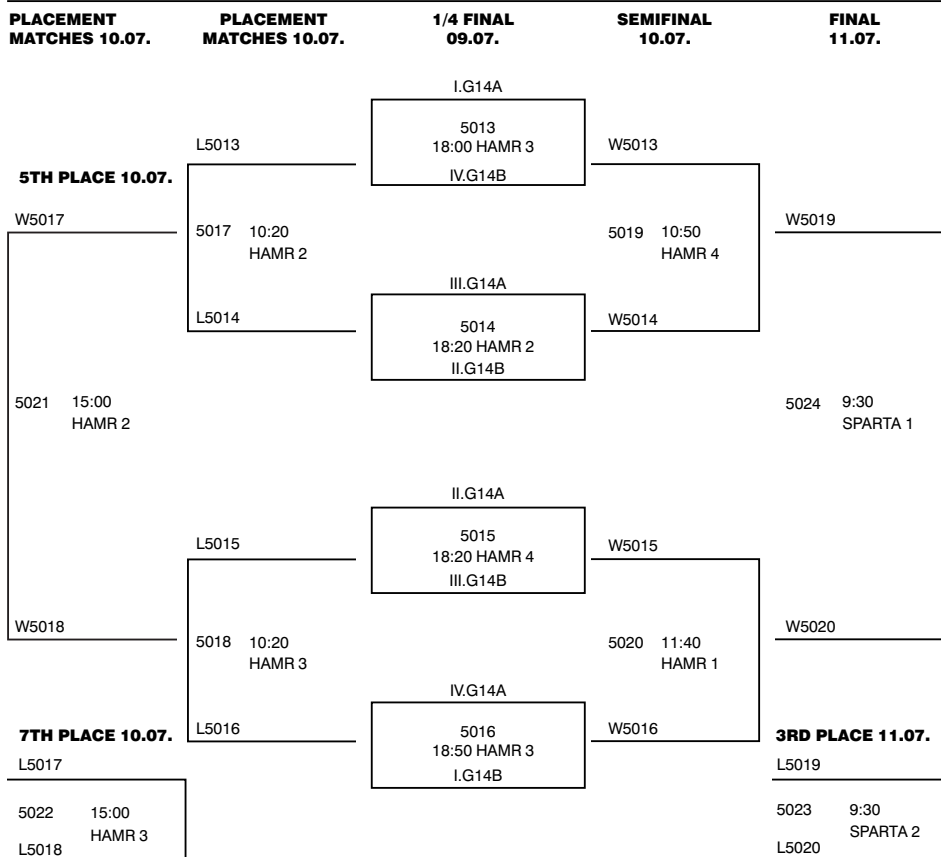 PLACEMENT
MATCHES 10.07.
PLACEMENT
MATCHES 10.07.
1/4 FINAL
09.07.
SEMIFINAL
10.07.
FINAL
11.07.
I.G14A
5013
18:00 HAMR 3
IV.G14B
L5013
W5013
5TH PLACE 10.07.
W5017
5017 10:20
HAMR 2
5019 10:50
HAMR 4
W5019
III.G14A
L5014
5014
18:20 HAMR 2
II.G14B
W5014
5021 15:00
HAMR 2
5024 9:30
SPARTA 1
II.G14A
L5015
5015
18:20 HAMR 4
III.G14B
W5015
W5018
5018 10:20
HAMR 3
5020 11:40
HAMR 1
W5020
IV.G14A
L5016
5016
18:50 HAMR 3
I.G14B
W5016
7TH PLACE 10.07.
L5017
5022 15:00
HAMR 3
L5018
3RD PLACE 11.07.
L5019
5023 9:30
SPARTA 2
L5020